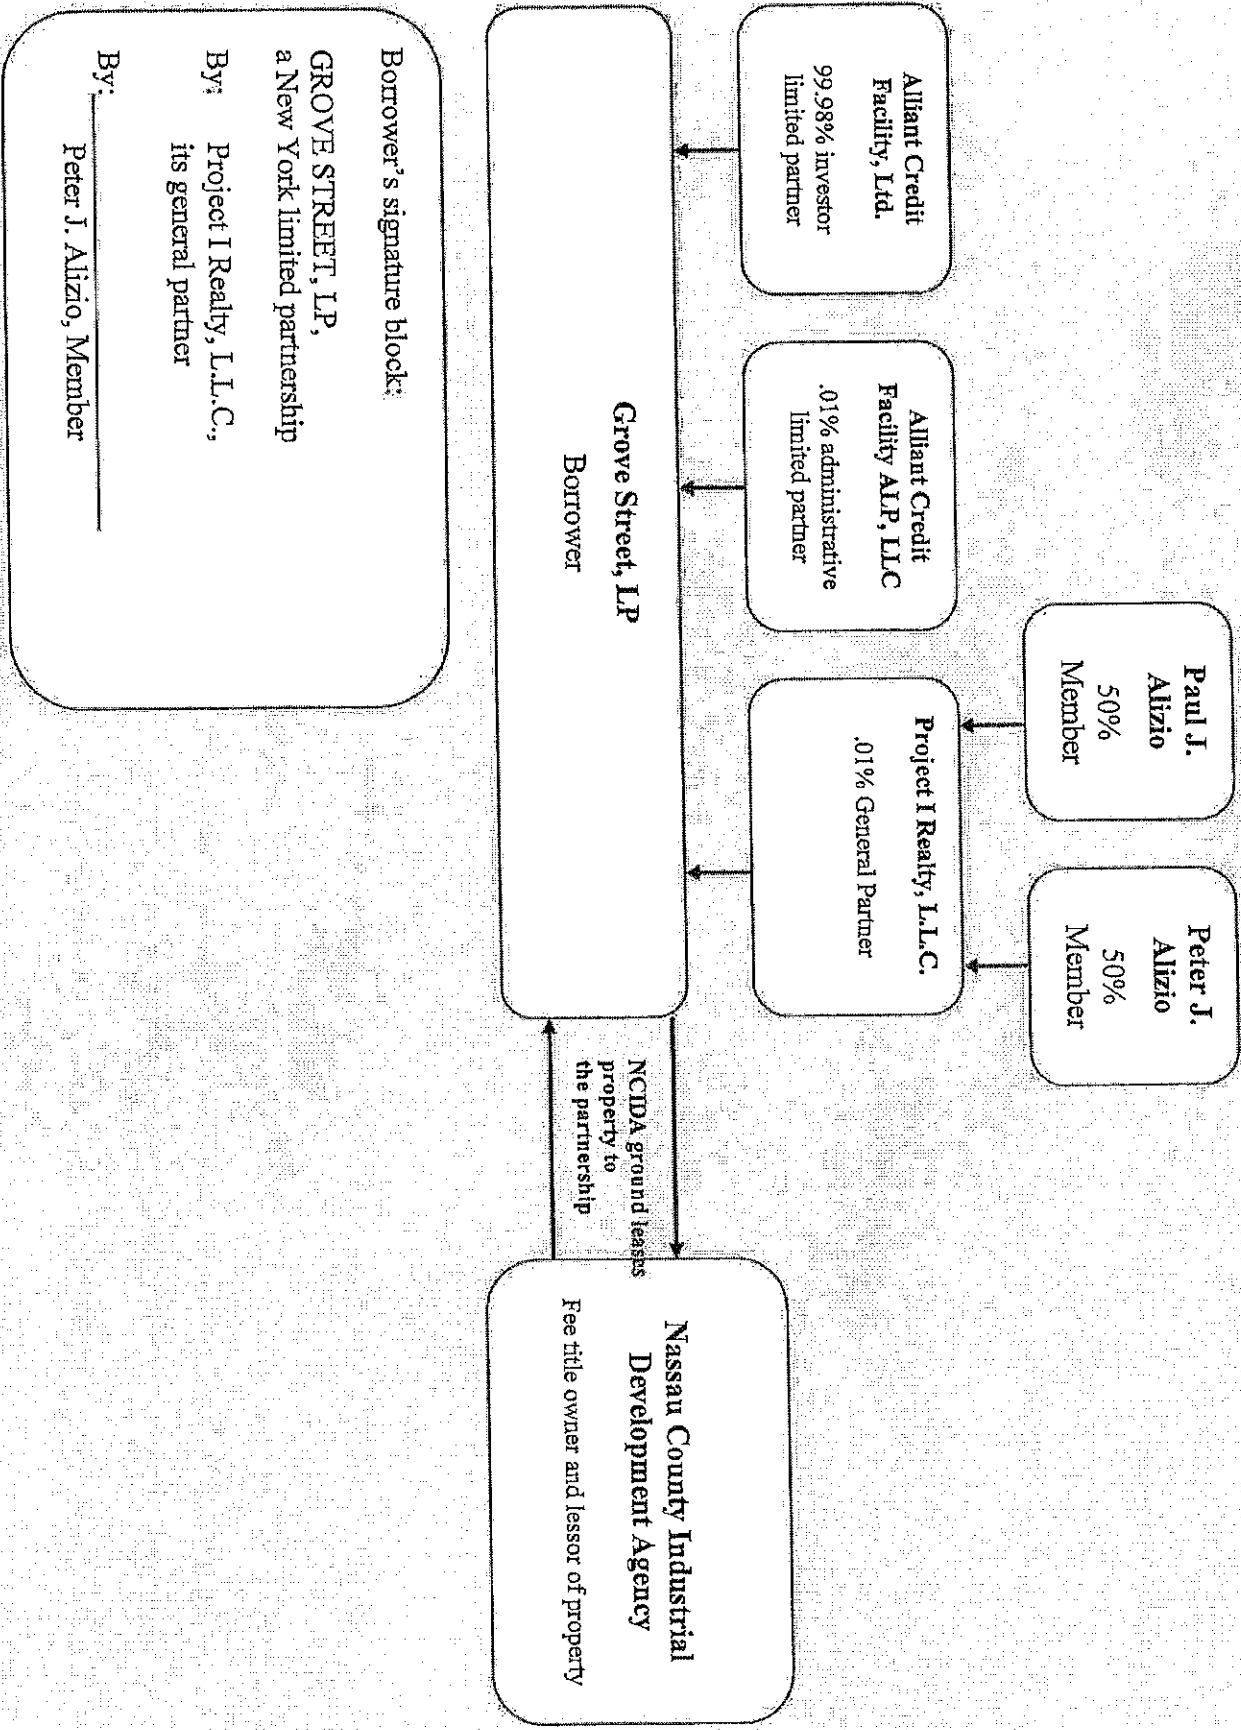 Paul J.
Alizio
50%
Member
Peter J.
Alizio
50%
Member
Alliant Credit
Facility, Ltd.
99.98% investor
limited partner
Alliant Credit
Facility ALP, LLC
.01% administrative
limited partner
Project I Realty, L.L.C.
.01% General Partner
Grove Street, LP
Borrower
NCIDA ground leases
property to
the partnership
Nassau County Industrial
Development Agency
Fee title owner and lessor of property
Borrower's signature block:
GROVE STREET, LP,
a New York limited partnership
By: Project I Realty, L.L.C.,
its general partner
By:
Peter J. Alizio, Member